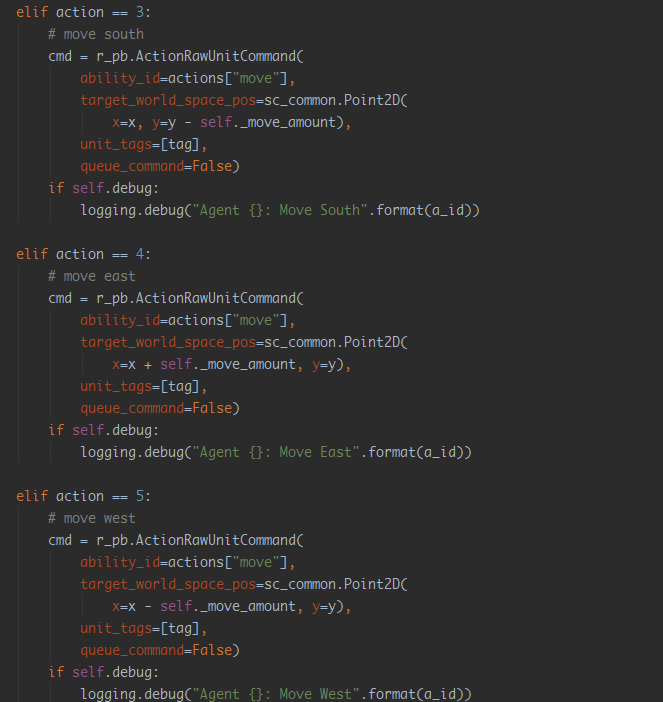 elif action == 3:
# move south
cmd = r_pb.ActionRawUnitCommand(
ability_id=actions["move"],
target_world_space_pos=sc_common.Point2D(
x=x, y=y - self._move_amount),
unit_tags=[tag],
queue_command=False)
if self.debug:
logging.debug("Agent {}: Move South".format(a_id))
elif action == 4:
# move east
cmd = r_pb.ActionRawUnitCommand(
ability_id=actions["move"],
target_world_space_pos=sc_common.Point2D(
x=x + self._move_amount, y=y),
unit_tags=[tag],
queue_command=False)
if self.debug:
logging.debug("Agent {}: Move East".format(a_id))
elif action == 5:
# move west
cmd = r_pb.ActionRawUnitCommand(
ability_id=actions["move"],
target_world_space_pos=sc_common.Point2D(
x=x - self._move_amount, y=y),
unit_tags=[tag],
queue_command=False)
if self.debug:
logging.debug("Agent {}: Move West".format(a_id))